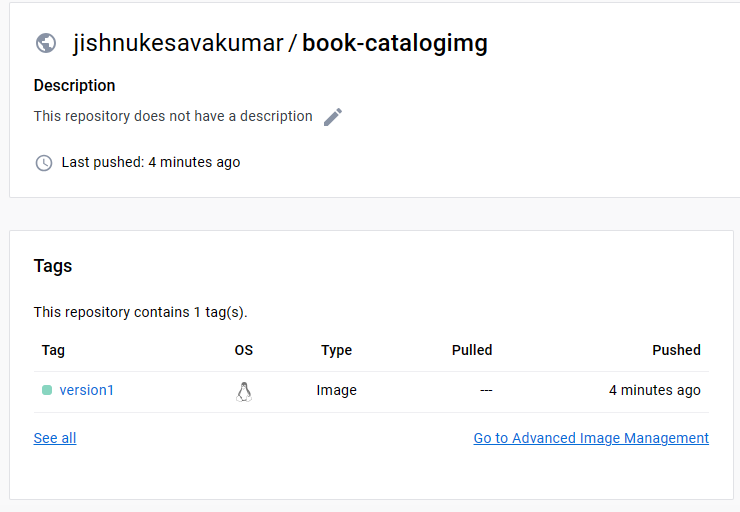 jishnukesavakumar / book-catalogimg
Description
This repository does not have a description
Last pushed: 4 minutes ago
Tags
This repository contains 1 tag(s).
Tag OS Type Pulled Pushed
version1 Image --- 4 minutes ago
See all Go to Advanced Image Management